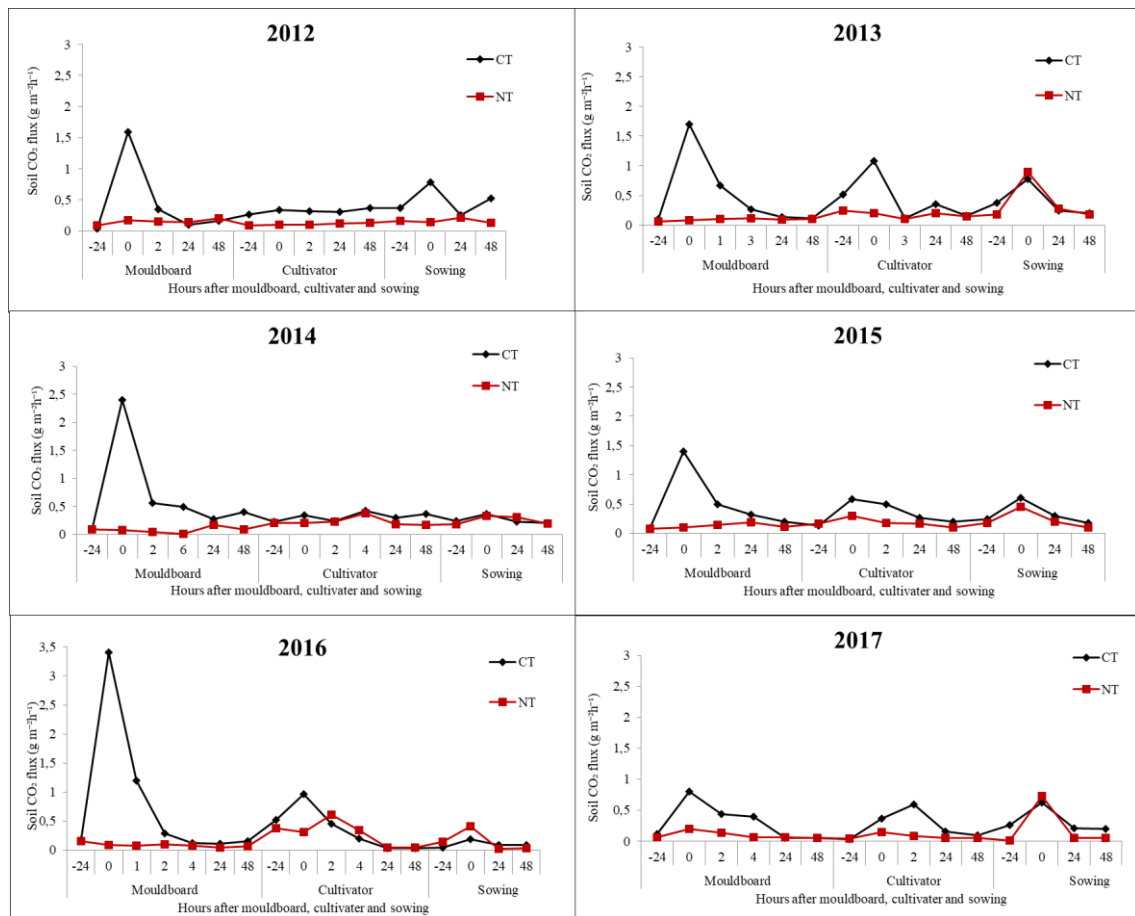 2012
Soil CO₂ flux (g m⁻²h⁻¹)
3
2,5
2
1,5
1
0,5
0
CT
NT
-24 0 2 24 48 -24 0 2 24 48 -24 0 24 48
Mouldboard Cultivator Sowing
Hours after mouldboard, cultivater and sowing
2013
Soil CO₂ flux (g m⁻²h⁻¹)
3
2,5
2
1,5
1
0,5
0
CT
NT
-24 0 1 3 24 48 -24 0 3 24 48 -24 0 24 48
Mouldboard Cultivator Sowing
Hours after mouldboard, cultivater and sowing
2014
Soil CO₂ flux (g m⁻²h⁻¹)
3
2,5
2
1,5
1
0,5
0
CT
NT
-24 0 2 6 24 48 -24 0 2 4 24 48 -24 0 24 48
Mouldboard Cultivator Sowing
Hours after mouldboard, cultivater and sowing
2015
Soil CO₂ flux (g m⁻²h⁻¹)
3
2,5
2
1,5
1
0,5
0
CT
NT
-24 0 2 4 24 48 -24 0 2 4 24 48 -24 0 24 48
Mouldboard Cultivator Sowing
Hours after mouldboard, cultivater and sowing
2016
Soil CO₂ flux (g m⁻²h⁻¹)
3,5
3
2,5
2
1,5
1
0,5
0
CT
NT
-24 0 1 2 4 24 48 -24 0 2 4 24 48 -24 0 24 48
Mouldboard Cultivator Sowing
Hours after mouldboard, cultivater and sowing
2017
Soil CO₂ flux (g m⁻²h⁻¹)
3
2,5
2
1,5
1
0,5
0
CT
NT
-24 0 2 4 24 48 -24 0 2 24 48 -24 0 24 48
Mouldboard Cultivator Sowing
Hours after mouldboard, cultivater and sowing